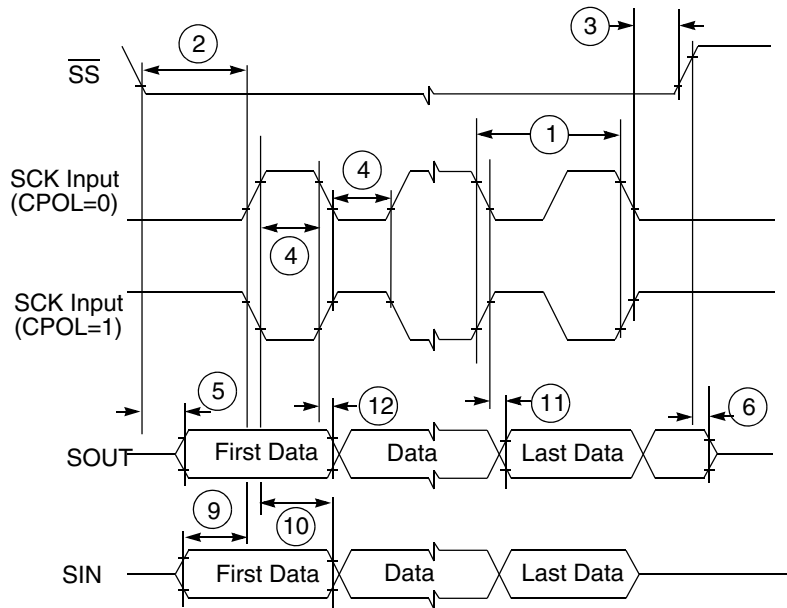 2
3
SS
1
SCK Input
(CPOL=0)
4
4
SCK Input
(CPOL=1)
5
12
11
6
SOUT
First Data
Data
Last Data
9
10
SIN
First Data
Data
Last Data